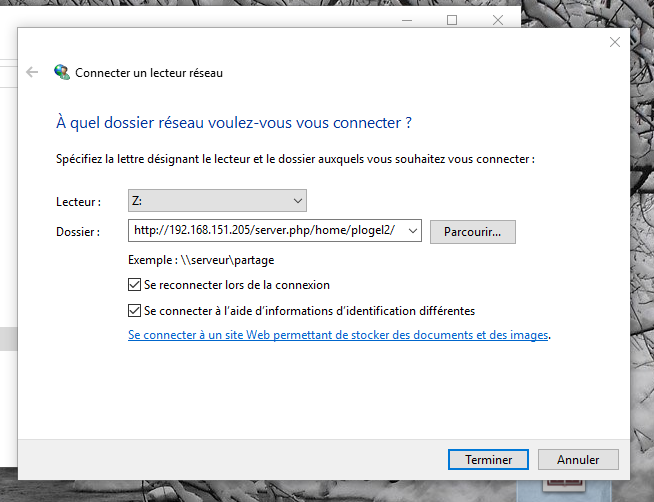 Connecter un lecteur réseau
À quel dossier réseau voulez-vous vous connecter ?
Spécifiez la lettre désignant le lecteur et le dossier auxquels vous souhaitez vous connecter :
Lecteur : Z:
Dossier : http://192.168.151.205/server.php/home/plogel2/ Parcourir...
Exemple : \\serveur\partage
Se reconnecter lors de la connexion
Se connecter à l'aide d'informations d'identification différentes
Se connecter à un site Web permettant de stocker des documents et des images.
Terminer Annuler